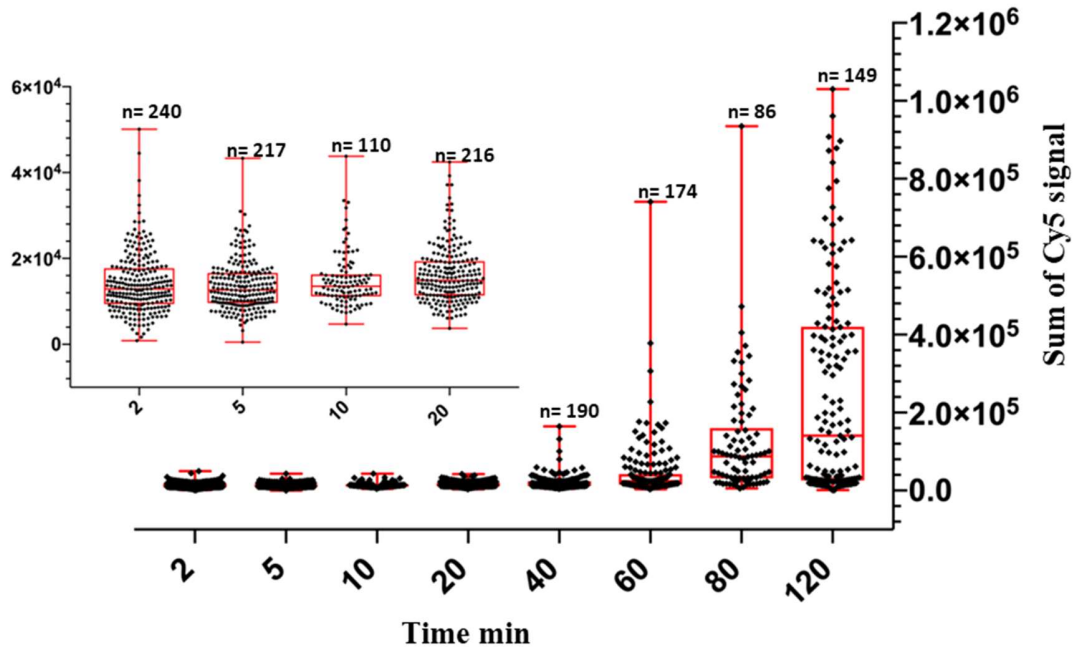 1.2×10⁶
1.0×10⁶
8.0×10⁵
6.0×10⁵
4.0×10⁵
2.0×10⁵
0.0
Sum of Cy5 signal
6×10⁴
4×10⁴
2×10⁴
0
n= 240
n= 217
n= 110
n= 216
2
5
10
20
n= 190
n= 174
n= 86
n= 149
2
5
10
20
40
60
80
120
Time min